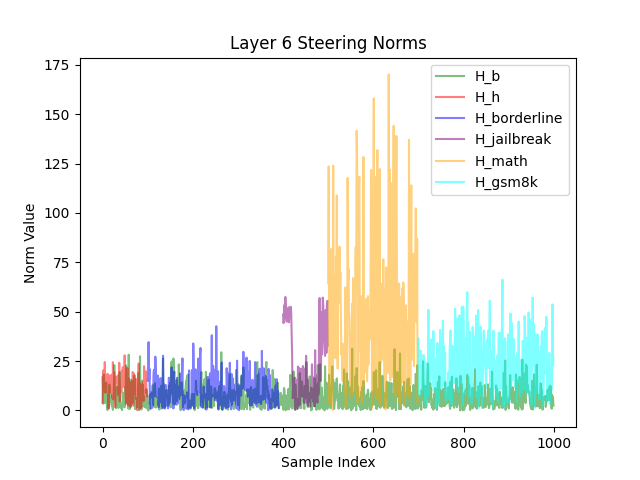 Layer 6 Steering Norms
Norm Value
175
150
125
100
75
50
25
0
H_b
H_h
H_borderline
H_jailbreak
H_math
H_gsm8k
0
200
400
600
800
1000
Sample Index